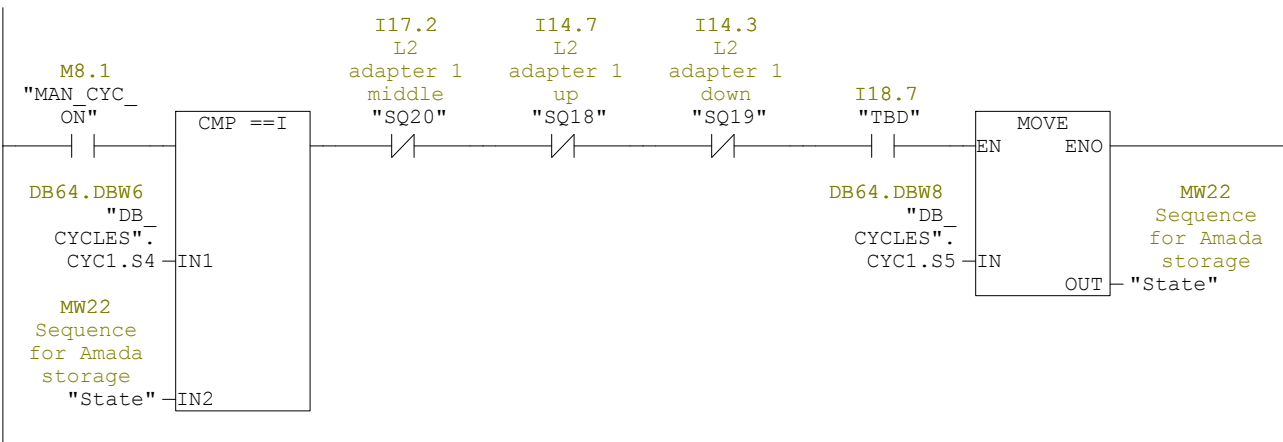 I17.2
L2
adapter 1
middle
"SQ20"
I14.7
L2
adapter 1
up
"SQ18"
I14.3
L2
adapter 1
down
"SQ19"
M8.1
"MAN_CYC_
ON"
CMP ==I
I18.7
"TBD"
MOVE
EN
ENO
DB64.DBW6
"DB_
CYCLES".
CYC1.S4
IN1
DB64.DBW8
"DB_
CYCLES".
CYC1.S5
IN
MW22
Sequence
for Amada
storage
OUT
"State"
MW22
Sequence
for Amada
storage
"State"
IN2